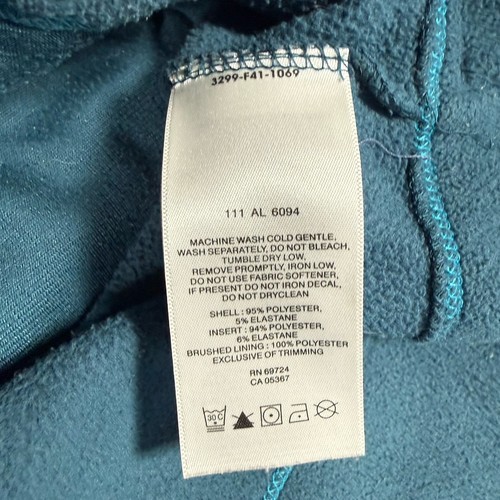 3299-F41-1069
111 AL 6094
MACHINE WASH COLD GENTLE,
WASH SEPARATELY, DO NOT BLEACH,
TUMBLE DRY LOW,
REMOVE PROMPTLY, IRON LOW,
DO NOT USE FABRIC SOFTENER,
IF PRESENT DO NOT IRON DECAL,
DO NOT DRYCLEAN
SHELL : 95% POLYESTER,
5% ELASTANE
INSERT : 94% POLYESTER,
6% ELASTANE
BRUSHED LINING : 100% POLYESTER
EXCLUSIVE OF TRIMMING
RN 69724
CA 05367
30 C